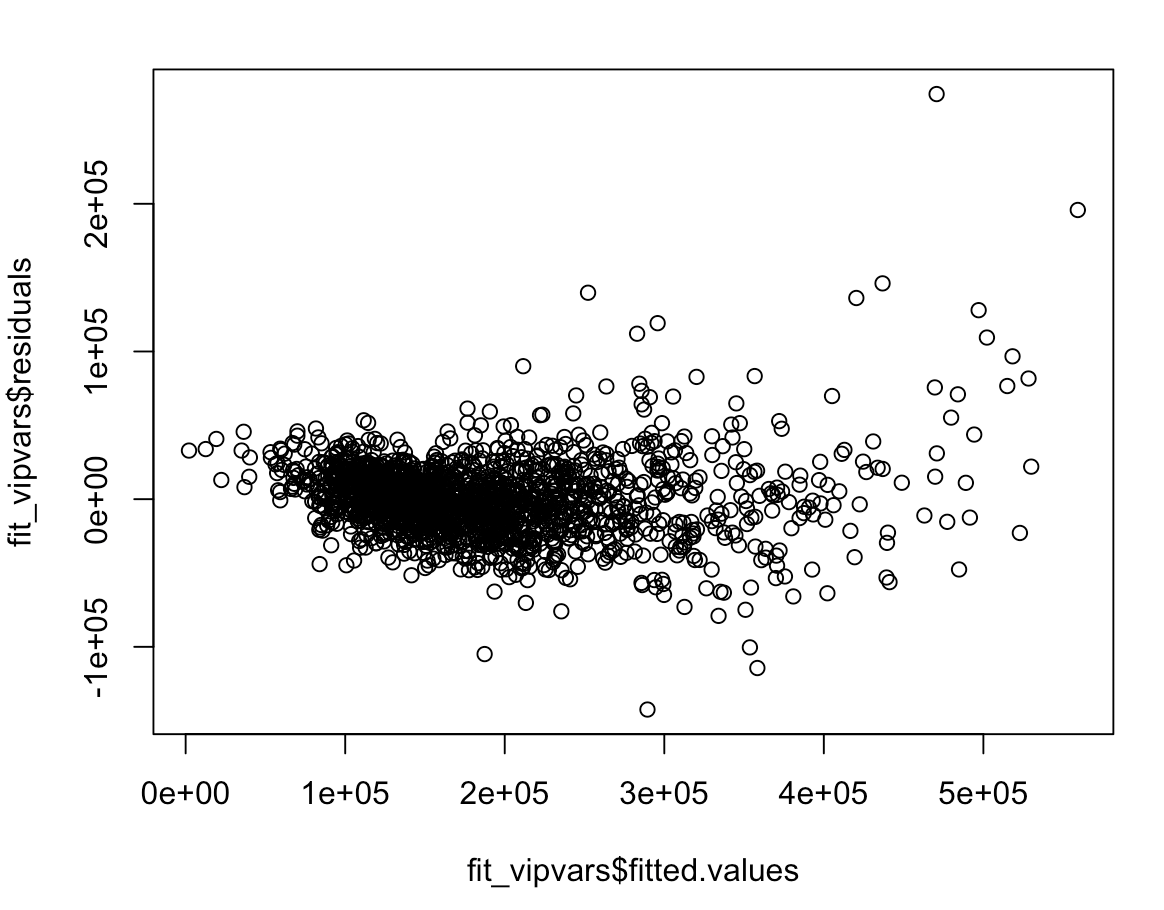 fit_vipvars$residuals
2e+05
1e+05
0e+00
-1e+05
0e+00 1e+05 2e+05 3e+05 4e+05 5e+05
fit_vipvars$fitted.values